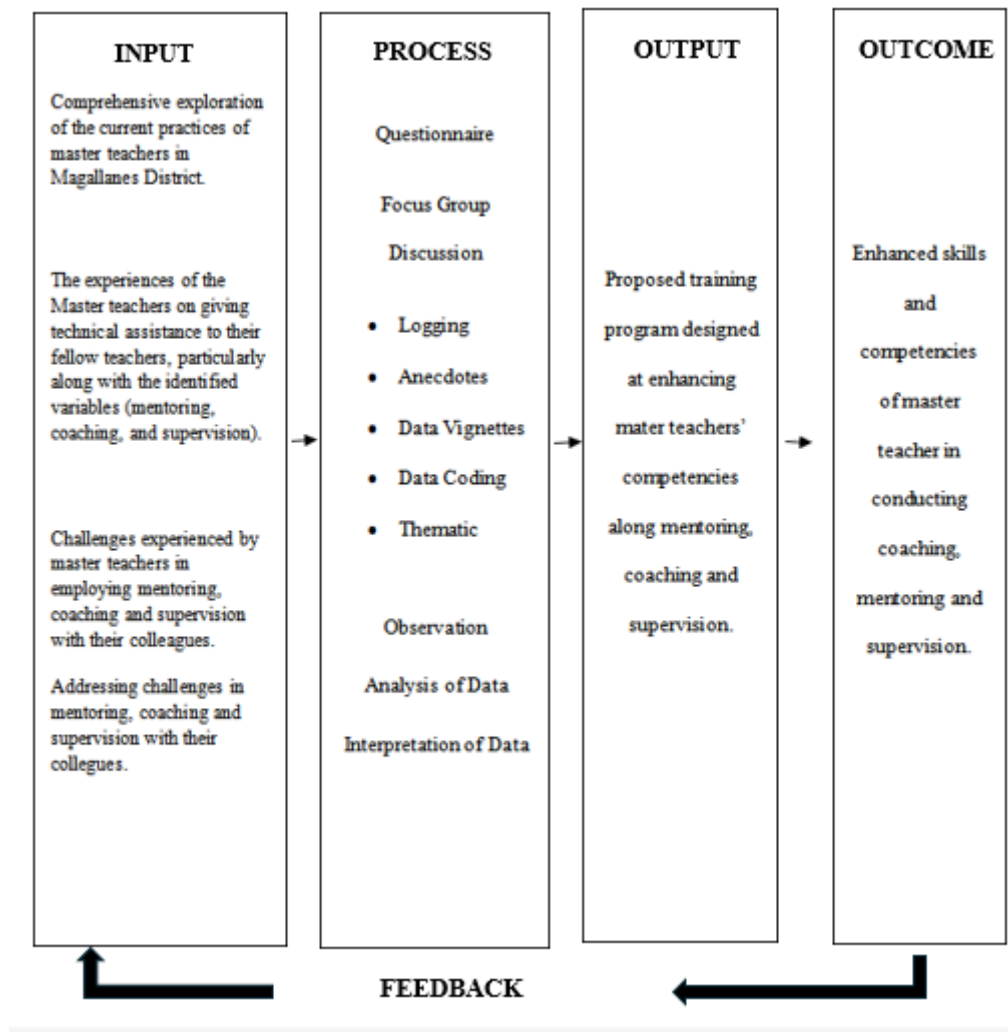 INPUT
Comprehensive exploration
of the current practices of
master teachers in
Magallanes District.
The experiences of the
Master teachers on giving
technical assistance to their
fellow teachers, particularly
along with the identified
variables (mentoring,
coaching, and supervision).
Challenges experienced by
master teachers in
employing mentoring,
coaching and supervision
with their colleagues.
Addressing challenges in
mentoring, coaching and
supervision with their
collegues.
PROCESS
Questionnaire
Focus Group
Discussion
• Logging
• Anecdotes
• Data Vignettes
• Data Coding
• Thematic
Observation
Analysis of Data
Interpretation of Data
OUTPUT
Proposed training
program designed
at enhancing
mater teachers’
competencies
along mentoring,
coaching and
supervision.
OUTCOME
Enhanced skills
and
competencies
of master
teacher in
conducting
coaching,
mentoring and
supervision.
FEEDBACK